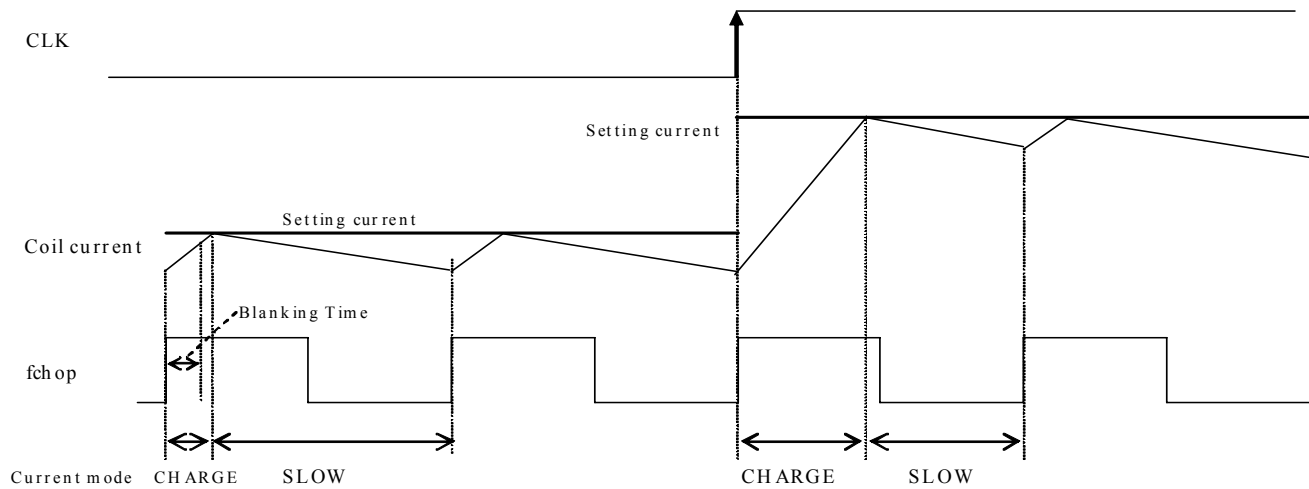 CLK
Setting current
Setting current
Coil current
Blanking Time
fchop
Current mode CHARGE SLOW CHARGE SLOW